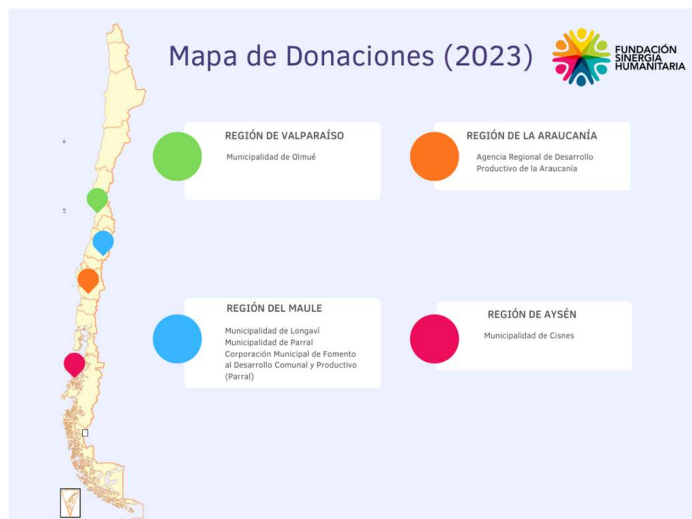 Mapa de Donaciones (2023)
FUNDACIÓN
SINERGIA
HUMANITARIA
REGIÓN DE VALPARAÍSO
Municipalidad de Olmué
REGIÓN DE LA ARAUCANÍA
Agencia Regional de Desarrollo
Productivo de la Araucanía
REGIÓN DEL MAULE
Municipalidad de Longaví
Municipalidad de Parral
Corporación Municipal de Fomento
al Desarrollo Comunal y Productivo
(Parral)
REGIÓN DE AYSÉN
Municipalidad de Cisnes